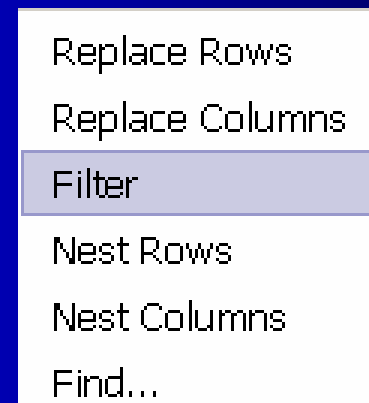 Replace Rows
Replace Columns
Filter
Nest Rows
Nest Columns
Find...